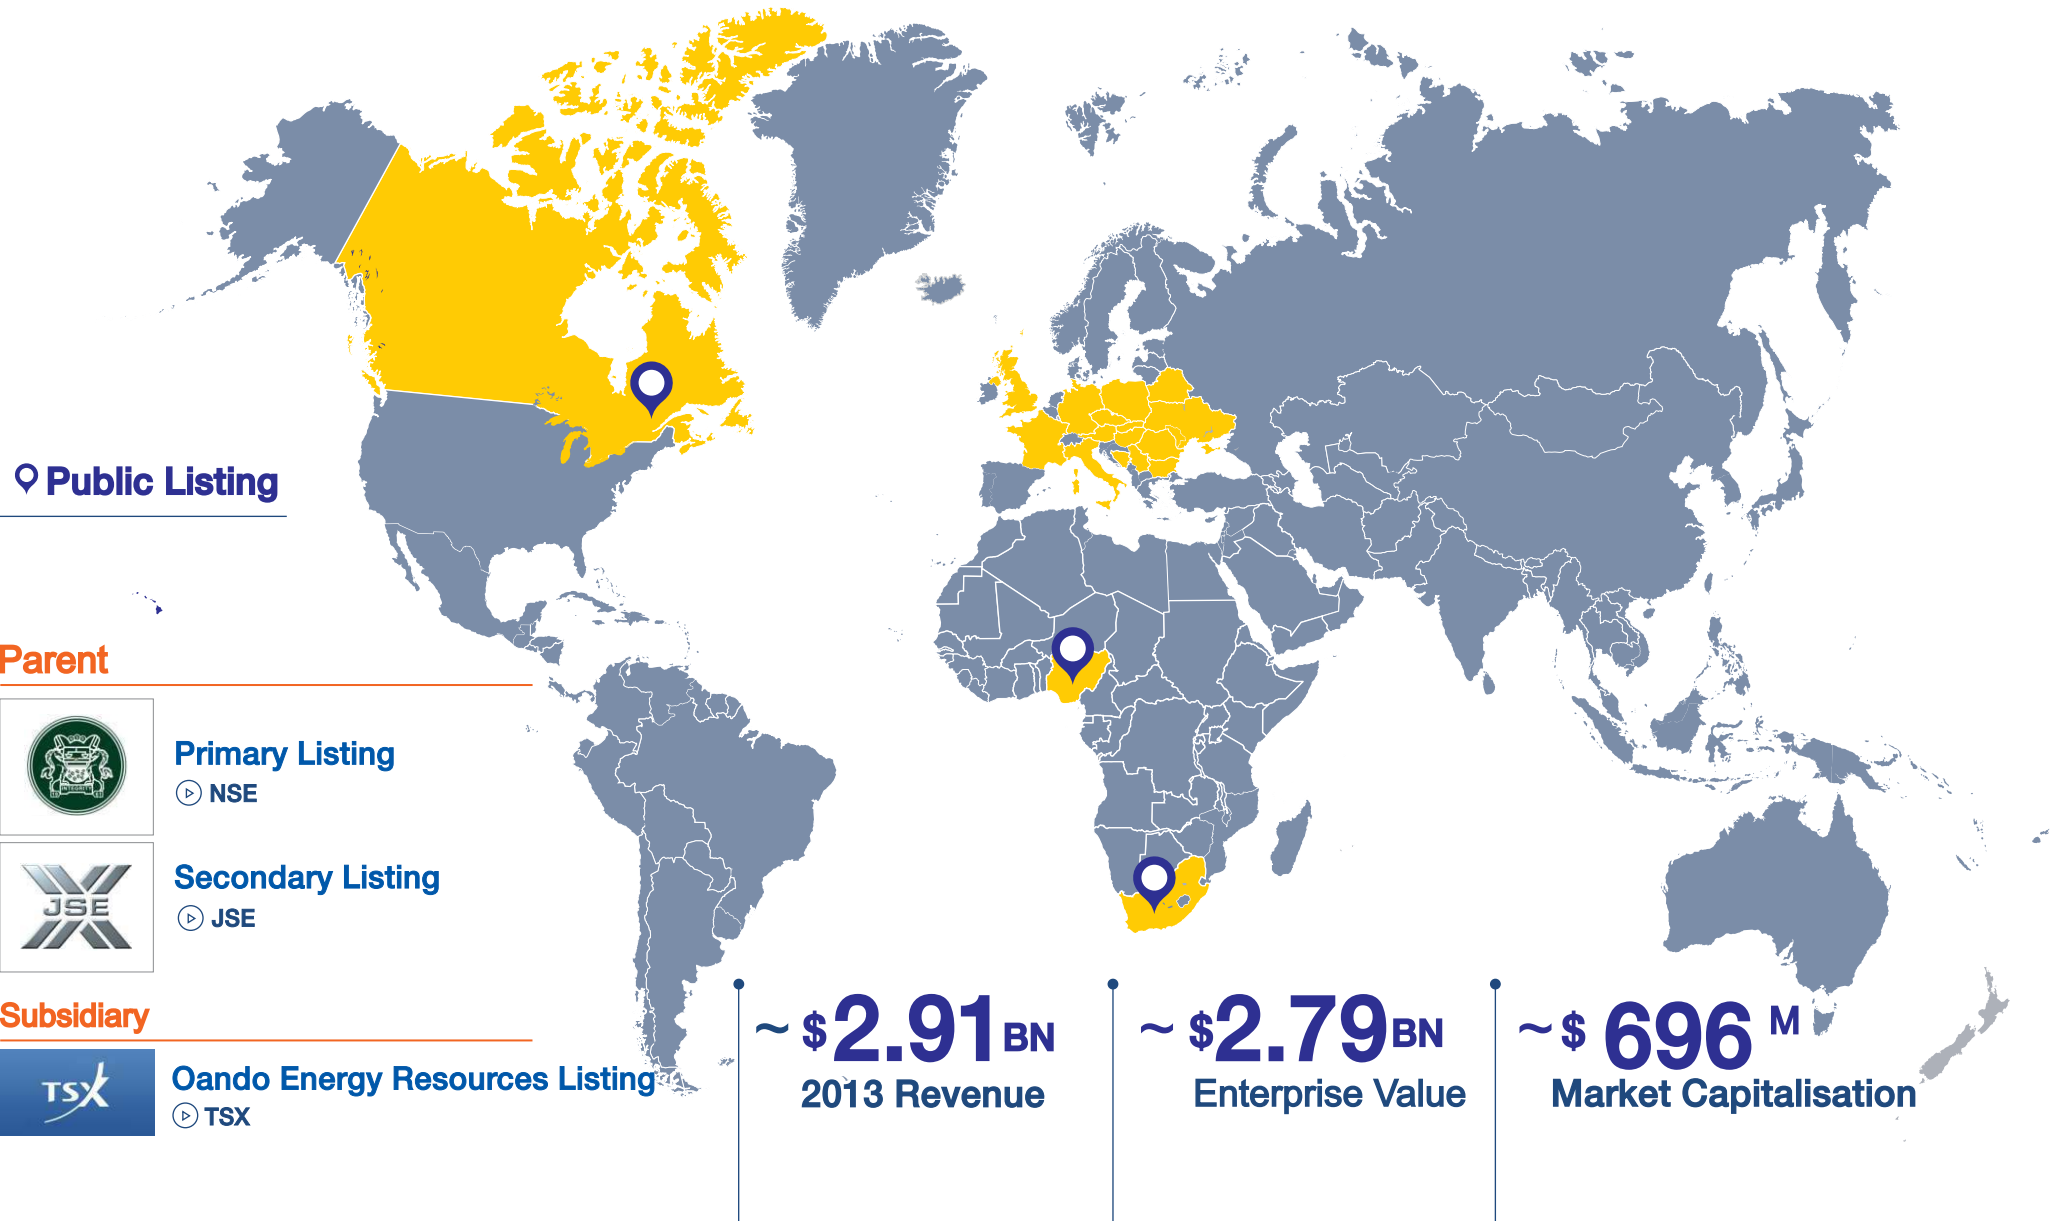 Public Listing
Parent
INTEGRITY
Primary Listing
NSE
JSE
Secondary Listing
JSE
Subsidiary
TSX
Oando Energy Resources Listing
TSX
~ $2.91BN
2013 Revenue
~ $2.79BN
Enterprise Value
~$ 696 M
Market Capitalisation